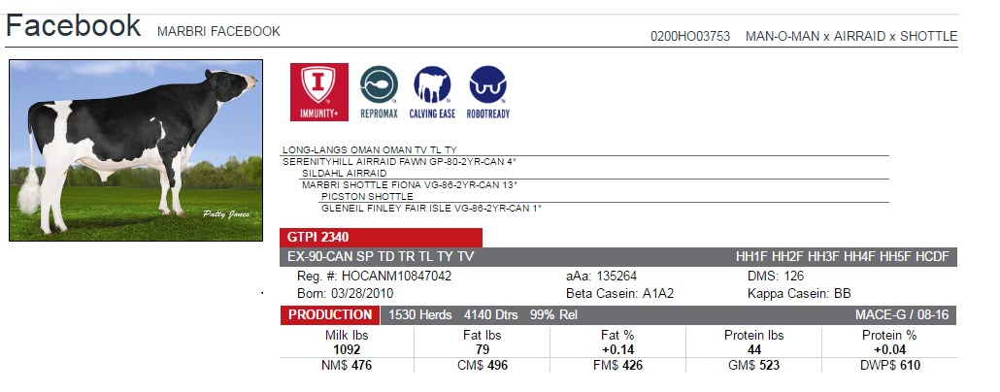 Facebook MARBRI FACEBOOK
0200HO03753 MAN-O-MAN x AIRRAID x SHOTTLE
I
IMMUNITY+ REPROMAX CALVING EASE ROBOTREADY
LONG-LANGS OMAN OMAN TV TL TY
SERENITYHILL AIRRAID FAWN GP-80-2YR-CAN 4*
SILDAHL AIRRAID
MARBRI SHOTTLE FIONA VG-86-2YR-CAN 13*
PICSTON SHOTTLE
GLENEIL FINLEY FAIR ISLE VG-86-2YR-CAN 1*
Patty Jones
GTPI 2340
EX-90-CAN SP TD TR TL TY TV HH1F HH2F HH3F HH4F HH5F HCDF
Reg. #: HOCANM10847042 aAa: 135264 DMS: 126
Born: 03/28/2010 Beta Casein: A1A2 Kappa Casein: BB
PRODUCTION 1530 Herds 4140 Dtrs 99% Rel MACE-G / 08-16
Milk lbs Fat lbs Fat % Protein lbs Protein %
1092 79 +0.14 44 +0.04
NM$ 476 CM$ 496 FM$ 426 GM$ 523 DWP$ 610